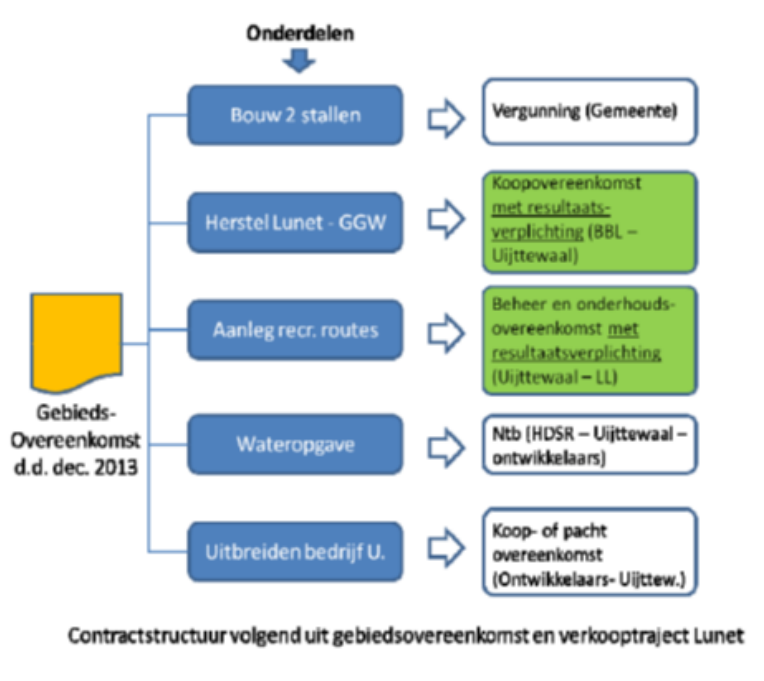 Onderdelen
Bouw 2 stallen
Vergunning (Gemeente)
Herstel Lunet - GGW
Koopovereenkomst
met resultaats-
verplichting (BBL –
Uijttewaal)
Aanleg recr. routes
Beheer en onderhouds-
overeenkomst met
resultaatsverplichting
(Uijttewaal – LL)
Gebieds-
Overeenkomst
d.d. dec. 2013
Wateropgave
Ntb (HDSR – Uijttewaal –
ontwikkelaars)
Uitbreiden bedrijf U.
Koop- of pacht
overeenkomst
(Ontwikkelaars- Uijttew.)
Contractstructuur volgend uit gebiedsovereenkomst en verkooptraject Lunet